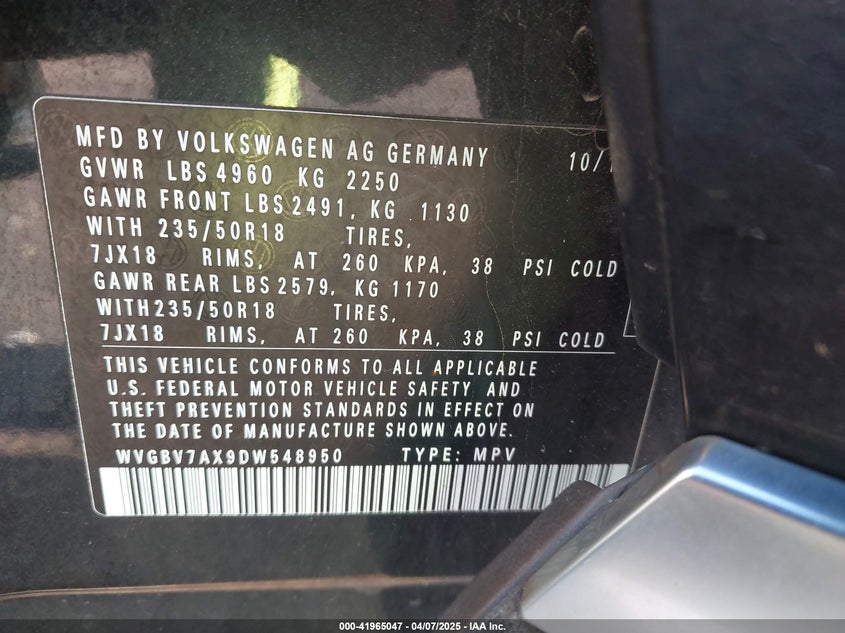 MFD BY VOLKSWAGEN AG GERMANY 10/1
GVWR LBS 4960 KG 2250
GAWR FRONT LBS 2491, KG 1130
WITH 235/50R18 TIRES,
7JX18 RIMS, AT 260 KPA, 38 PSI COLD
GAWR REAR LBS 2579, KG 1170
WITH 235/50R18 TIRES,
7JX18 RIMS, AT 260 KPA, 38 PSI COLD
THIS VEHICLE CONFORMS TO ALL APPLICABLE
U.S. FEDERAL MOTOR VEHICLE SAFETY AND
THEFT PREVENTION STANDARDS IN EFFECT ON
THE DATE OF MANUFACTURE SHOWN ABOVE.
WVGBV7AX9DW548950 TYPE: MPV
000-41965047 - 04/07/2025 - IAA Inc.